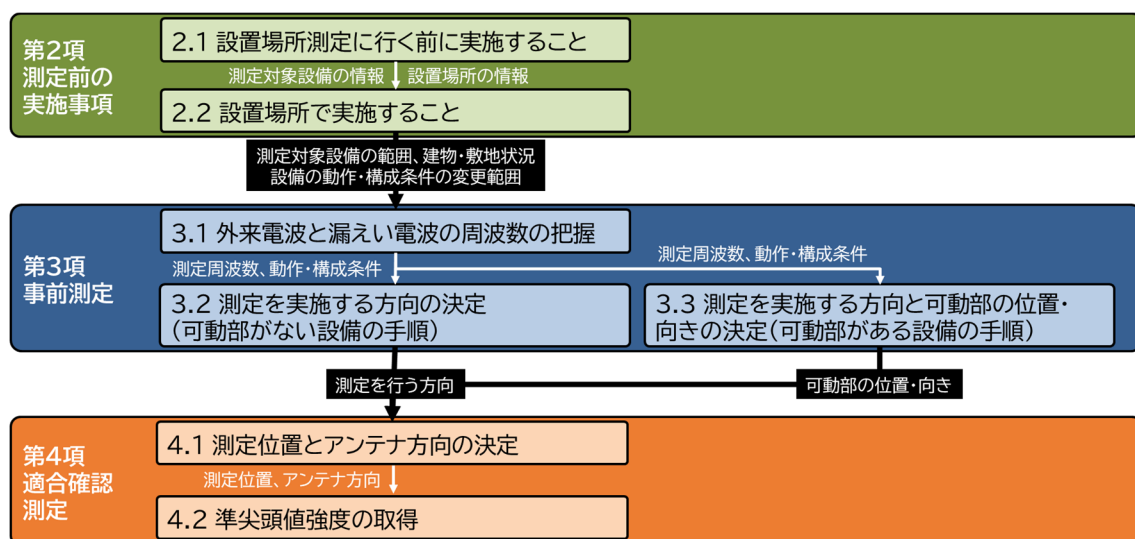 第2項
測定前の
実施事項
2.1 設置場所測定に行く前に実施すること
測定対象設備の情報 設置場所の情報
2.2 設置場所で実施すること
測定対象設備の範囲、建物・敷地状況
設備の動作・構成条件の変更範囲
第3項
事前測定
3.1 外来電波と漏えい電波の周波数の把握
測定周波数、動作・構成条件
測定周波数、動作・構成条件
3.2 測定を実施する方向の決定
(可動部がない設備の手順)
3.3 測定を実施する方向と可動部の位置・
向きの決定(可動部がある設備の手順)
測定を行う方向
可動部の位置・向き
第4項
適合確認
測定
4.1 測定位置とアンテナ方向の決定
測定位置、アンテナ方向
4.2 準尖頭値強度の取得